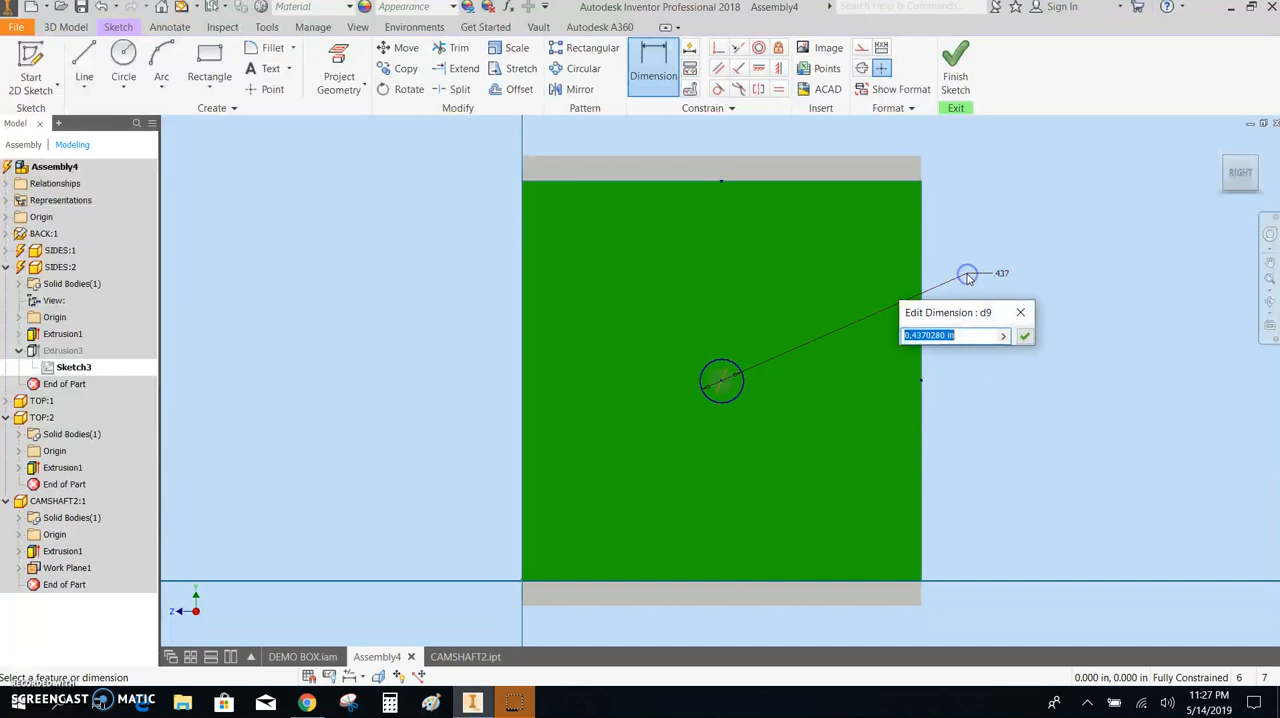 Material
Appearance
Autodesk Inventor Professional 2018 Assembly4
Search Help & Commands...
Sign In
File 3D Model Sketch Annotate Inspect Tools Manage View Environments Get Started Vault Autodesk A360
Start
2D Sketch
Line
Circle
Arc
Rectangle
Fillet
Text
Point
Project
Geometry
Move Trim Scale
Copy Extend Stretch
Rotate Split Offset
Rectangular
Circular
Mirror
Dimension
Image
Points
ACAD
Show Format
Finish
Sketch
Sketch Create Modify Pattern Constrain Insert Format Exit
Model
Assembly Modeling
Assembly4
Relationships
Representations
Origin
BACK:1
SIDES:1
SIDES:2
Solid Bodies(1)
View:
Origin
Extrusion1
Extrusion3
Sketch3
End of Part
TOP:1
TOP:2
Solid Bodies(1)
Origin
Extrusion1
End of Part
CAMSHAFT2:1
Solid Bodies(1)
Origin
Extrusion1
Work Plane1
End of Part
RIGHT
.437
Edit Dimension : d9
0.4370280 in
Y
Z
DEMO BOX.iam Assembly4 CAMSHAFT2.ipt
Select a feature or dimension
0.000 in, 0.000 in Fully Constrained 6 7
RECORDED WITH
SCREENCAST MATIC
11:27 PM
5/14/2019